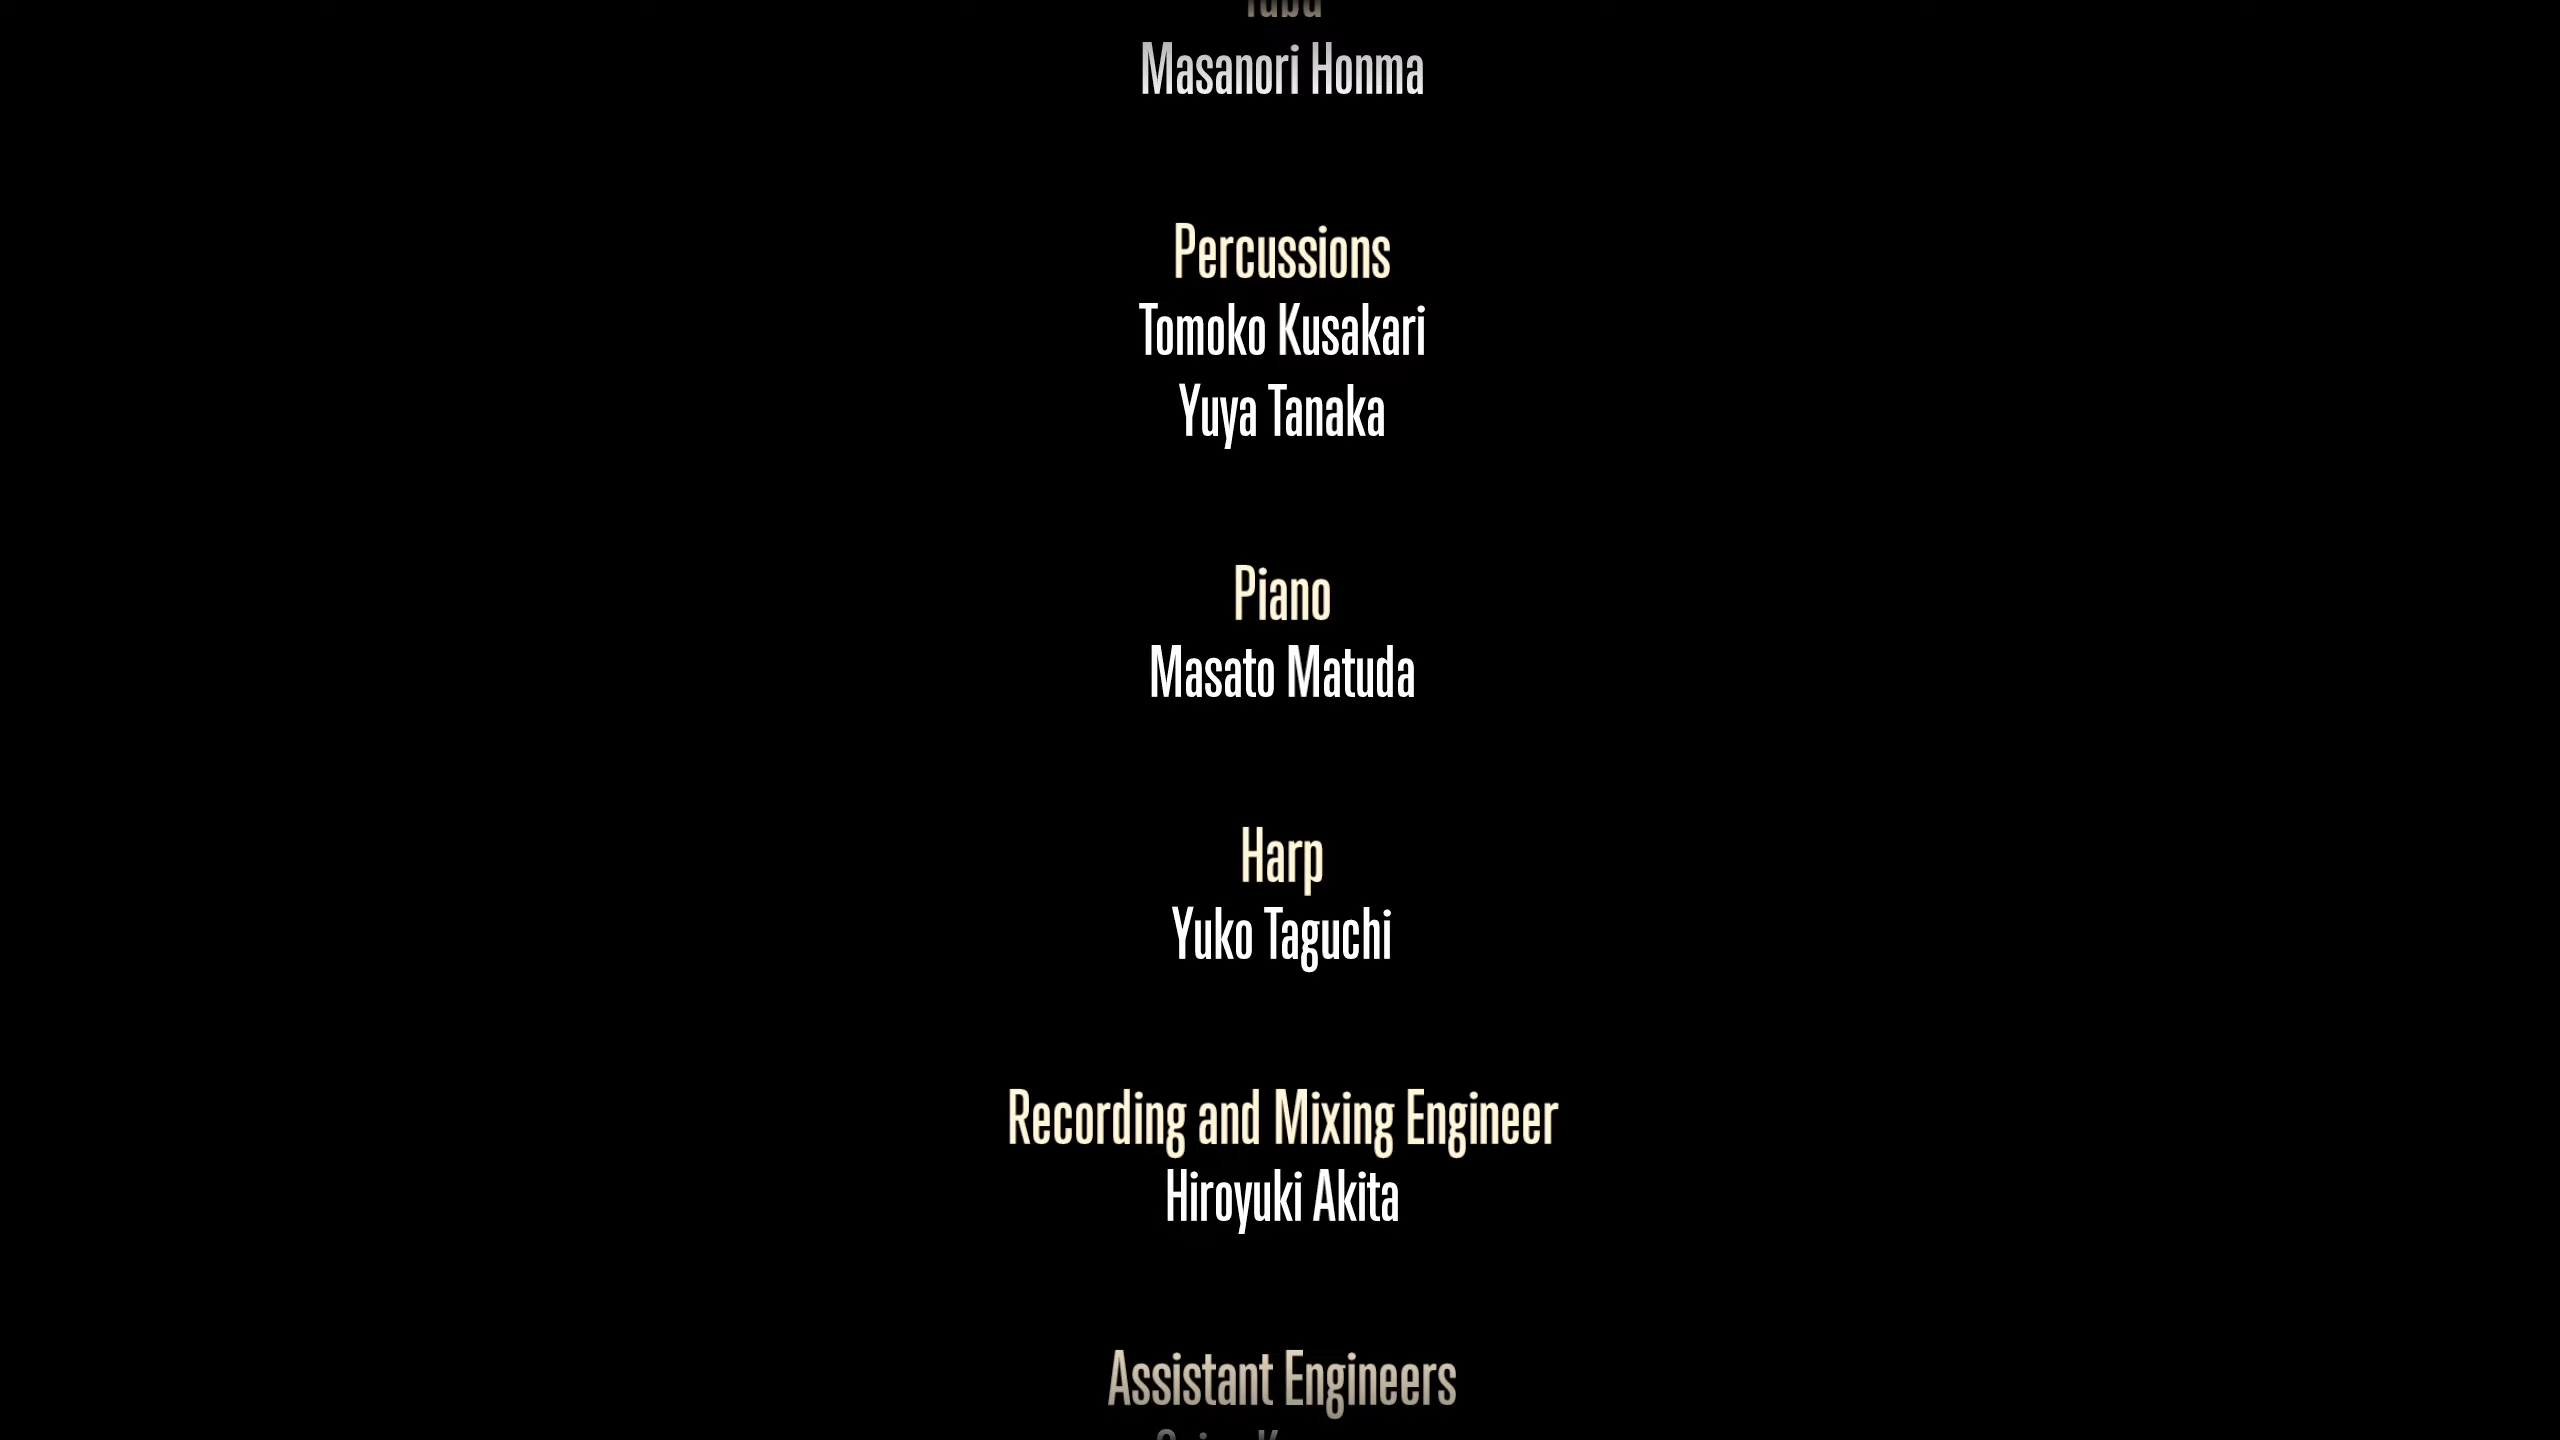 Tuba
Masanori Honma
Percussions
Tomoko Kusakari
Yuya Tanaka
Piano
Masato Matuda
Harp
Yuko Taguchi
Recording and Mixing Engineer
Hiroyuki Akita
Assistant Engineers